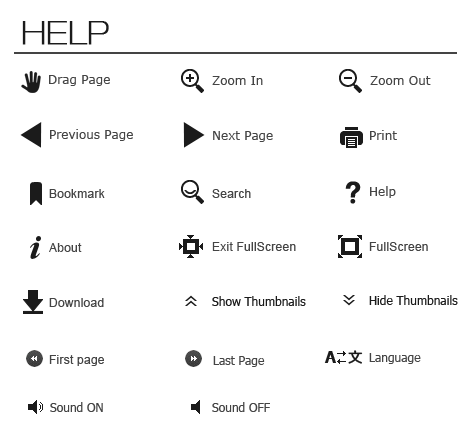 HELP
Drag Page
Zoom In
Zoom Out
Previous Page
Next Page
Print
Bookmark
Search
Help
About
Exit FullScreen
FullScreen
Download
Show Thumbnails
Hide Thumbnails
First page
Last Page
A 文 Language
Sound ON
Sound OFF